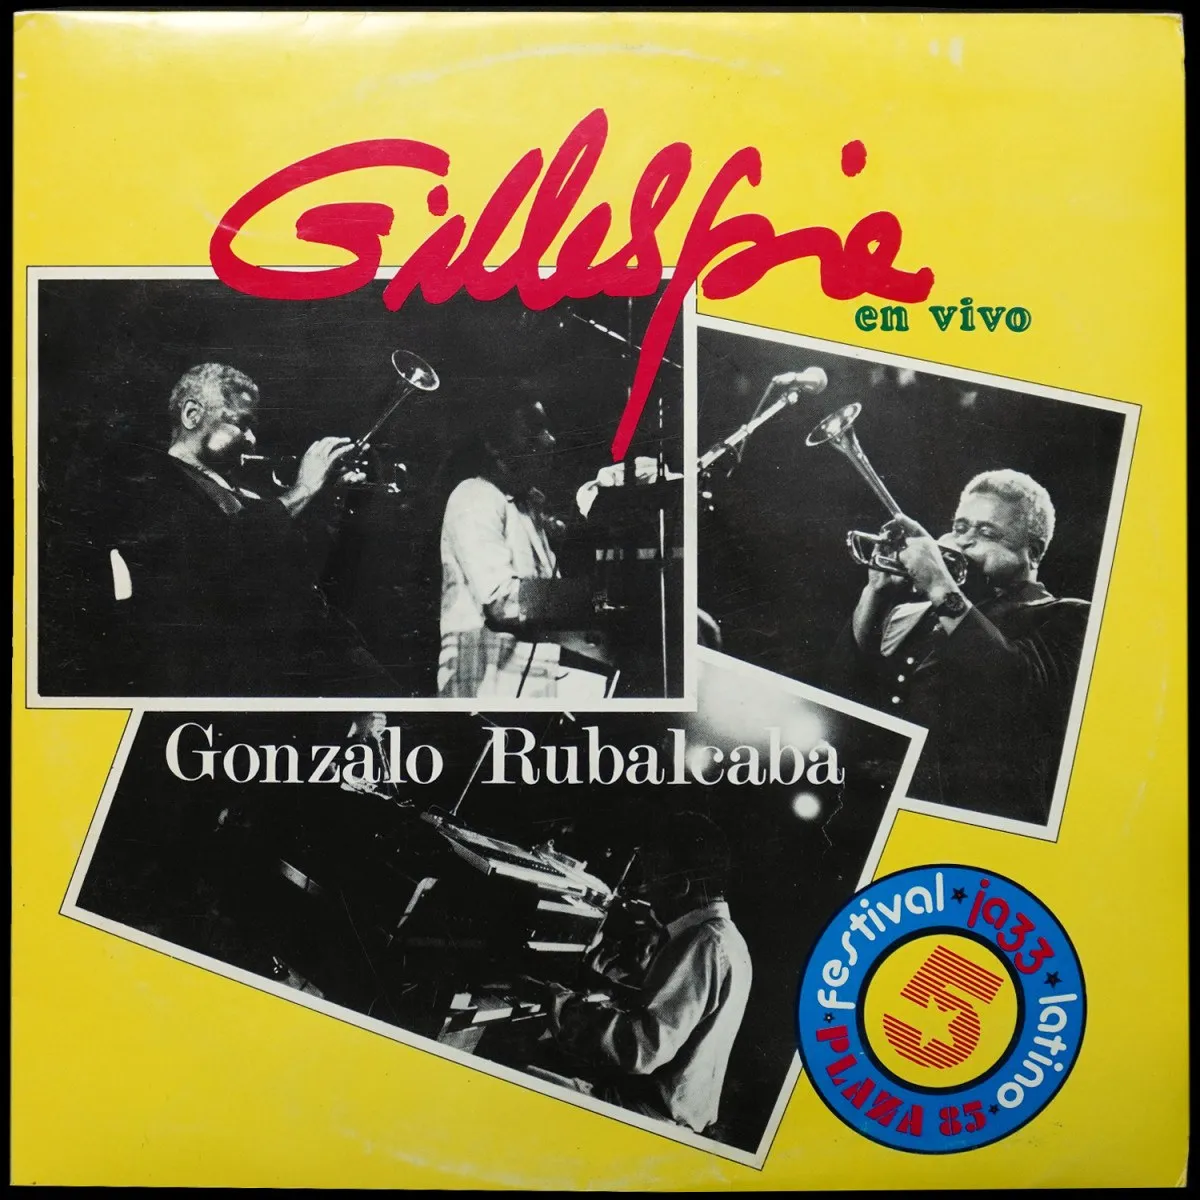 Gillespie
en vivo
Gonzalo Rubalcaba
festival ★ jazz ★ latino
★ PLAZA 85 ★
5